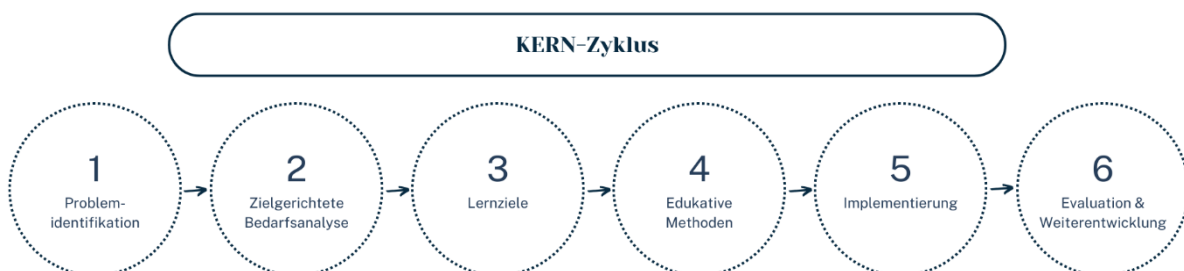 KERN-Zyklus
1
Problem-
identifikation
2
Zielgerichtete
Bedarfsanalyse
3
Lernziele
4
Edukative
Methoden
5
Implementierung
6
Evaluation &
Weiterentwicklung